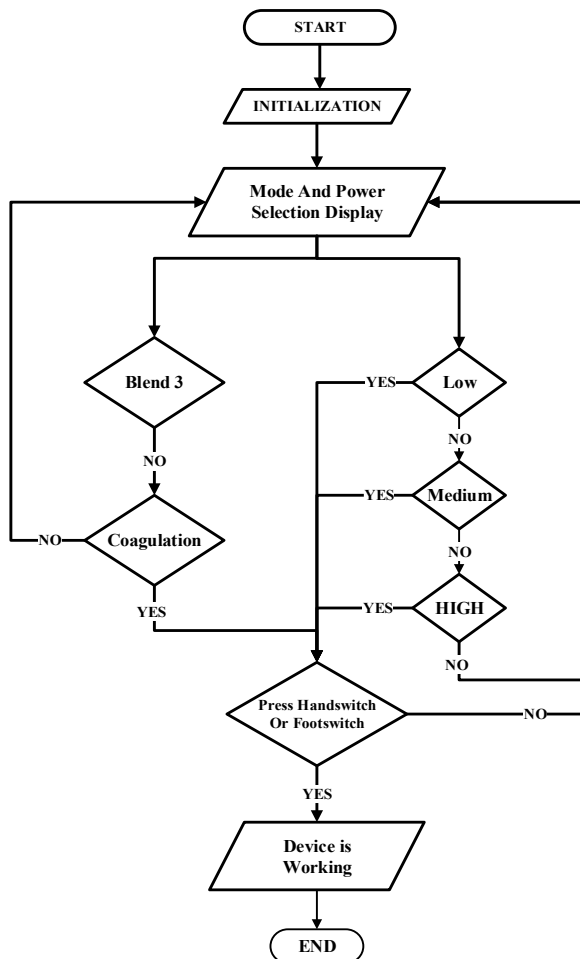 START
INITIALIZATION
Mode And Power
Selection Display
Blend 3
YES
Low
NO
NO
YES
Medium
NO
Coagulation
NO
YES
HIGH
YES
NO
Press Handswitch
Or Footswitch
NO
YES
Device is
Working
END